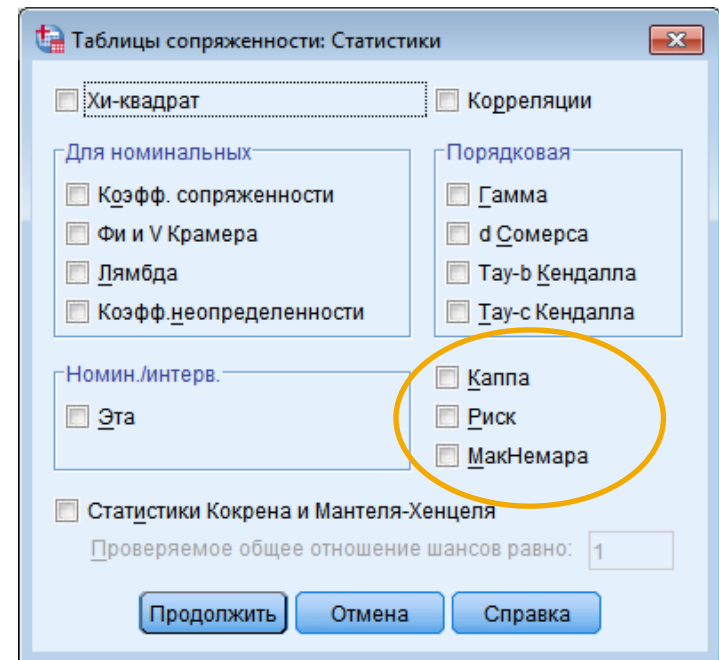 Таблицы сопряженности: Статистики
Хи-квадрат
Корреляции
Для номинальных
Коэфф. сопряженности
Фи и V Крамера
Лямбда
Коэфф.неопределенности
Порядковая
Гамма
d Сомерса
Тау-b Кендалла
Тау-c Кендалла
Номин./интерв.
Эта
Каппа
Риск
МакНемара
Статистики Кокрена и Мантеля-Хенцеля
Проверяемое общее отношение шансов равно: 1
Продолжить Отмена Справка